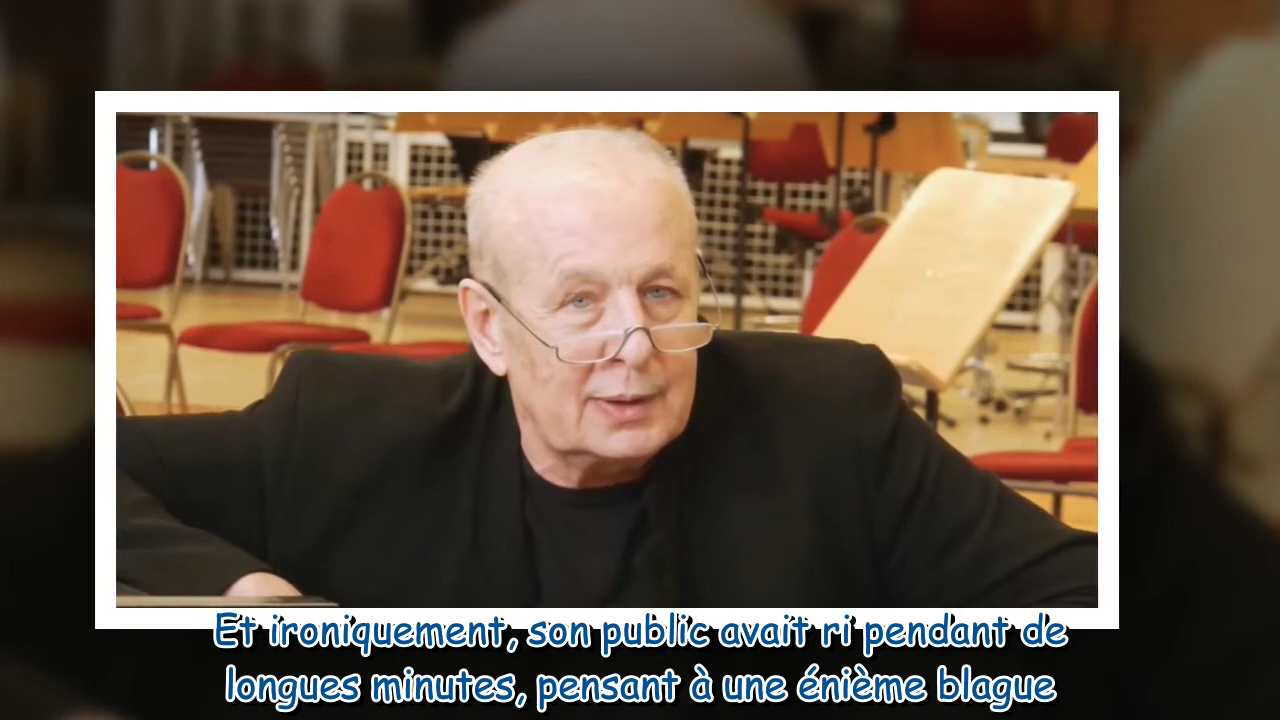 Et ironiquement, son public avait ri pendant de
longues minutes, pensant à une énième blague